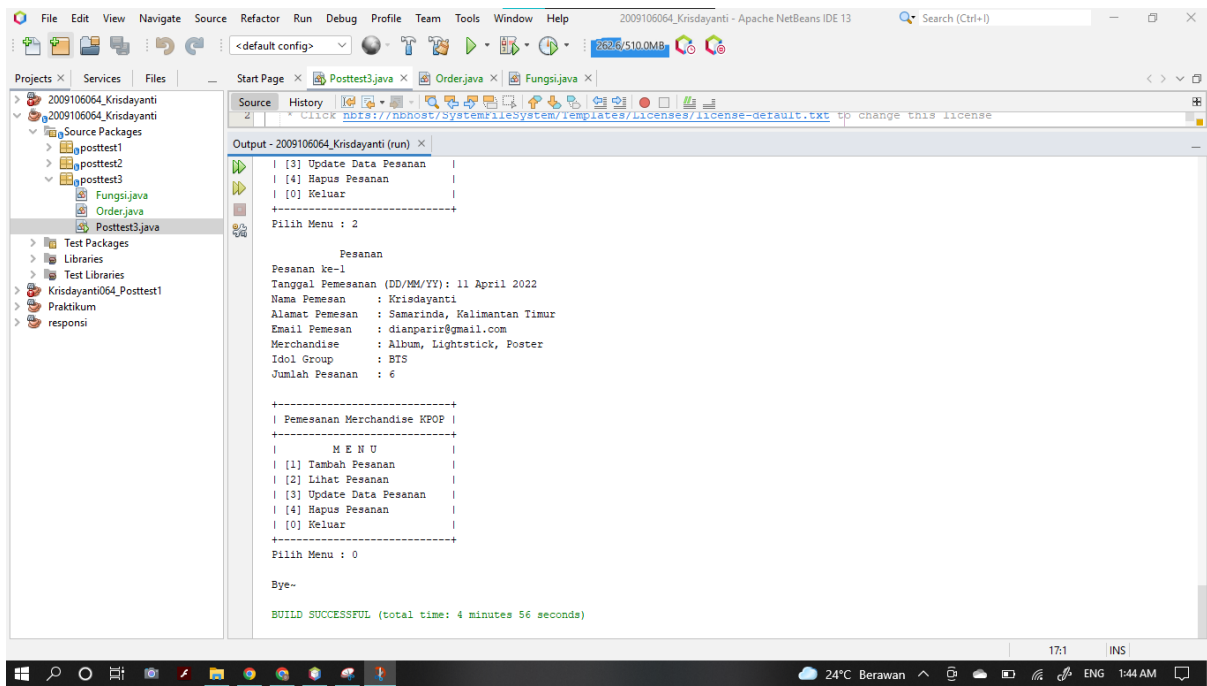 File Edit View Navigate Source Refactor Run Debug Profile Team Tools Window Help 2009106064_Krisdayanti - Apache NetBeans IDE 13 Search (Ctrl+I)
<default config> 262.6/510.0MB
Projects Services Files Start Page Posttest3.java Order.java Fungsi.java
2009106064_Krisdayanti
2009106064_Krisdayanti
Source Packages
posttest1
posttest2
posttest3
Fungsi.java
Order.java
Posttest3.java
Test Packages
Libraries
Test Libraries
Krisdayanti064_Posttest1
Praktikum
responsi
Source History
2 * Click nbfs://nbhost/SystemFileSystem/Templates/Licenses/license-default.txt to change this license
Output - 2009106064_Krisdayanti (run)
| [3] Update Data Pesanan |
| [4] Hapus Pesanan |
| [0] Keluar |
+----------------------------+
Pilih Menu : 2
Pesanan
Pesanan ke-1
Tanggal Pemesanan (DD/MM/YY): 11 April 2022
Nama Pemesan : Krisdayanti
Alamat Pemesan : Samarinda, Kalimantan Timur
Email Pemesan : dianparir@gmail.com
Merchandise : Album, Lightstick, Poster
Idol Group : BTS
Jumlah Pesanan : 6
+----------------------------+
| Pemesanan Merchandise KPOP |
+----------------------------+
| M E N U |
| [1] Tambah Pesanan |
| [2] Lihat Pesanan |
| [3] Update Data Pesanan |
| [4] Hapus Pesanan |
| [0] Keluar |
+----------------------------+
Pilih Menu : 0
Bye~
BUILD SUCCESSFUL (total time: 4 minutes 56 seconds)
17:1 INS
24°C Berawan ENG 1:44 AM